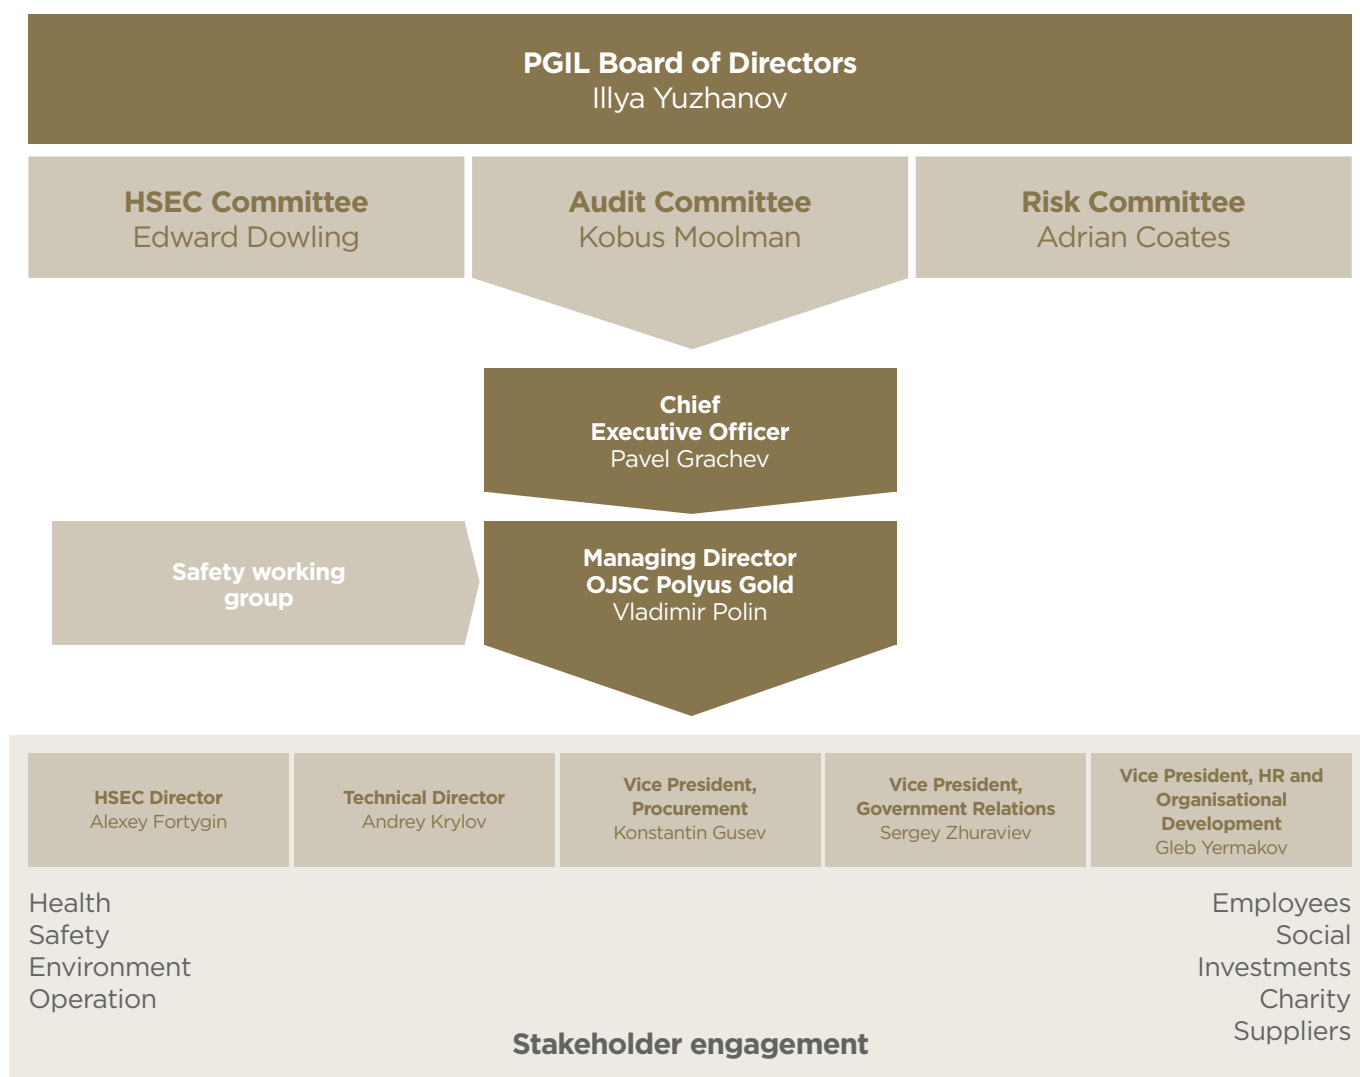 PGIL Board of Directors
Illya Yuzhanov
HSEC Committee
Edward Dowling
Audit Committee
Kobus Moolman
Risk Committee
Adrian Coates
Chief
Executive Officer
Pavel Grachev
Safety working
group
Managing Director
OJSC Polyus Gold
Vladimir Polin
HSEC Director
Alexey Fortygin
Technical Director
Andrey Krylov
Vice President,
Procurement
Konstantin Gusev
Vice President,
Government Relations
Sergey Zhuraviev
Vice President, HR and
Organisational
Development
Gleb Yermakov
Health
Safety
Environment
Operation
Employees
Social
Investments
Charity
Suppliers
Stakeholder engagement